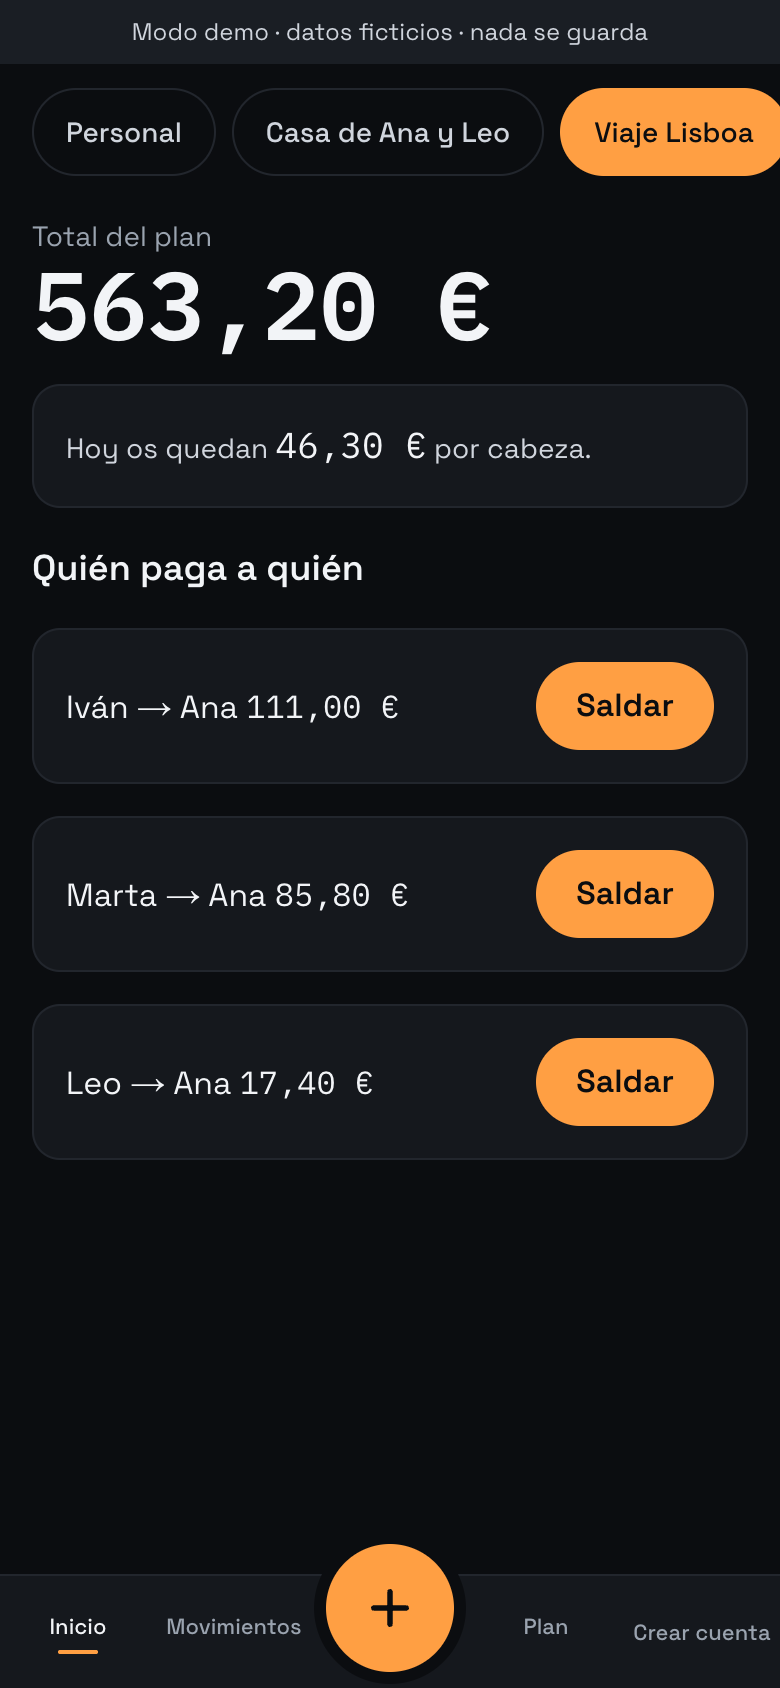 Modo demo · datos ficticios · nada se guarda
Personal
Casa de Ana y Leo
Viaje Lisboa
Total del plan
563,20 €
Hoy os quedan 46,30 € por cabeza.
Quién paga a quién
Iván → Ana 111,00 €
Saldar
Marta → Ana 85,80 €
Saldar
Leo → Ana 17,40 €
Saldar
Inicio
Movimientos
+
Plan
Crear cuenta